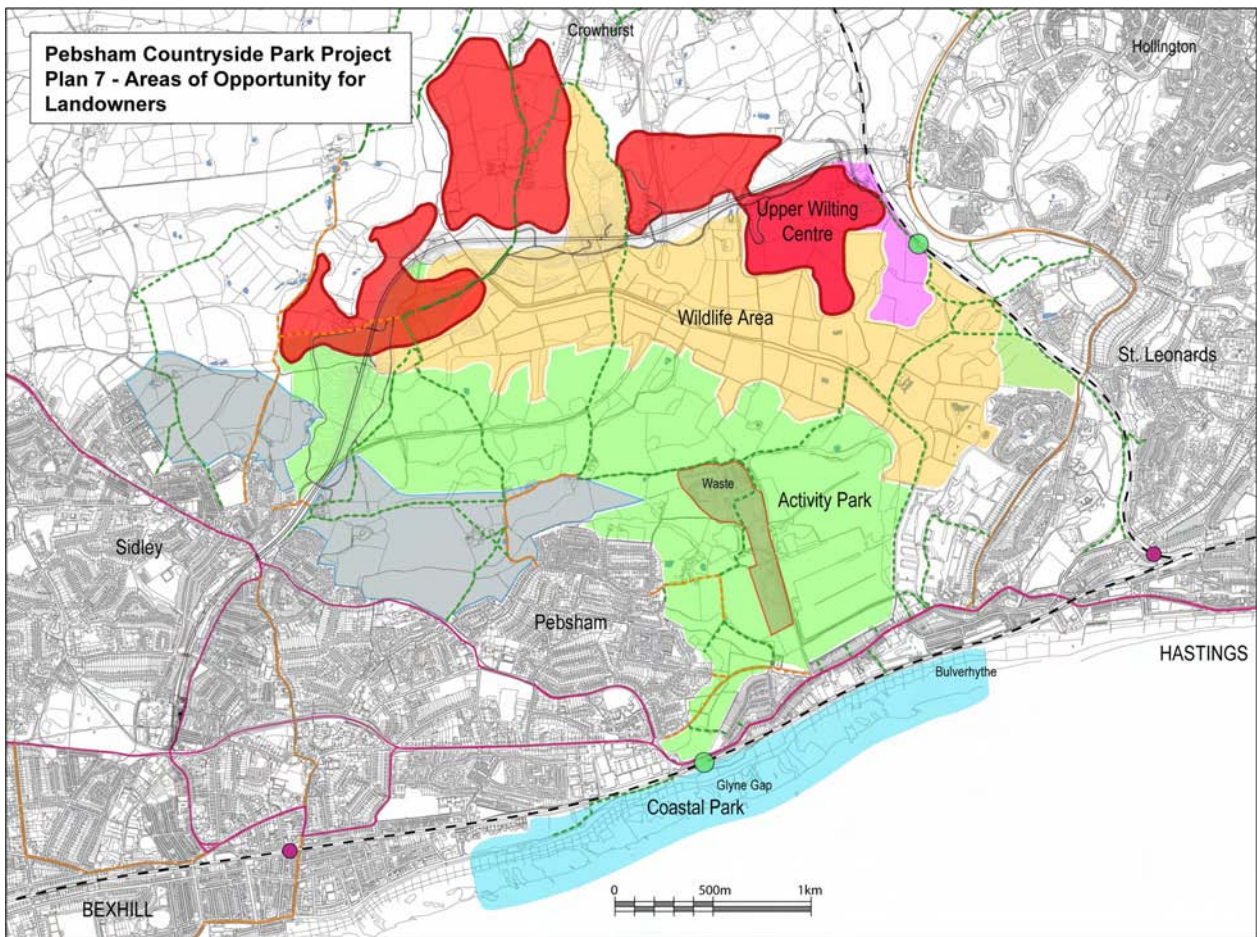 Pebsham Countryside Park Project
Plan 7 - Areas of Opportunity for
Landowners
Crowhurst
Hollington
Upper Wilting
Centre
Wildlife Area
St. Leonards
Waste
Activity Park
Sidley
Pebsham
HASTINGS
Bulverhythe
Glyne Gap
Coastal Park
BEXHILL
0 500m 1km